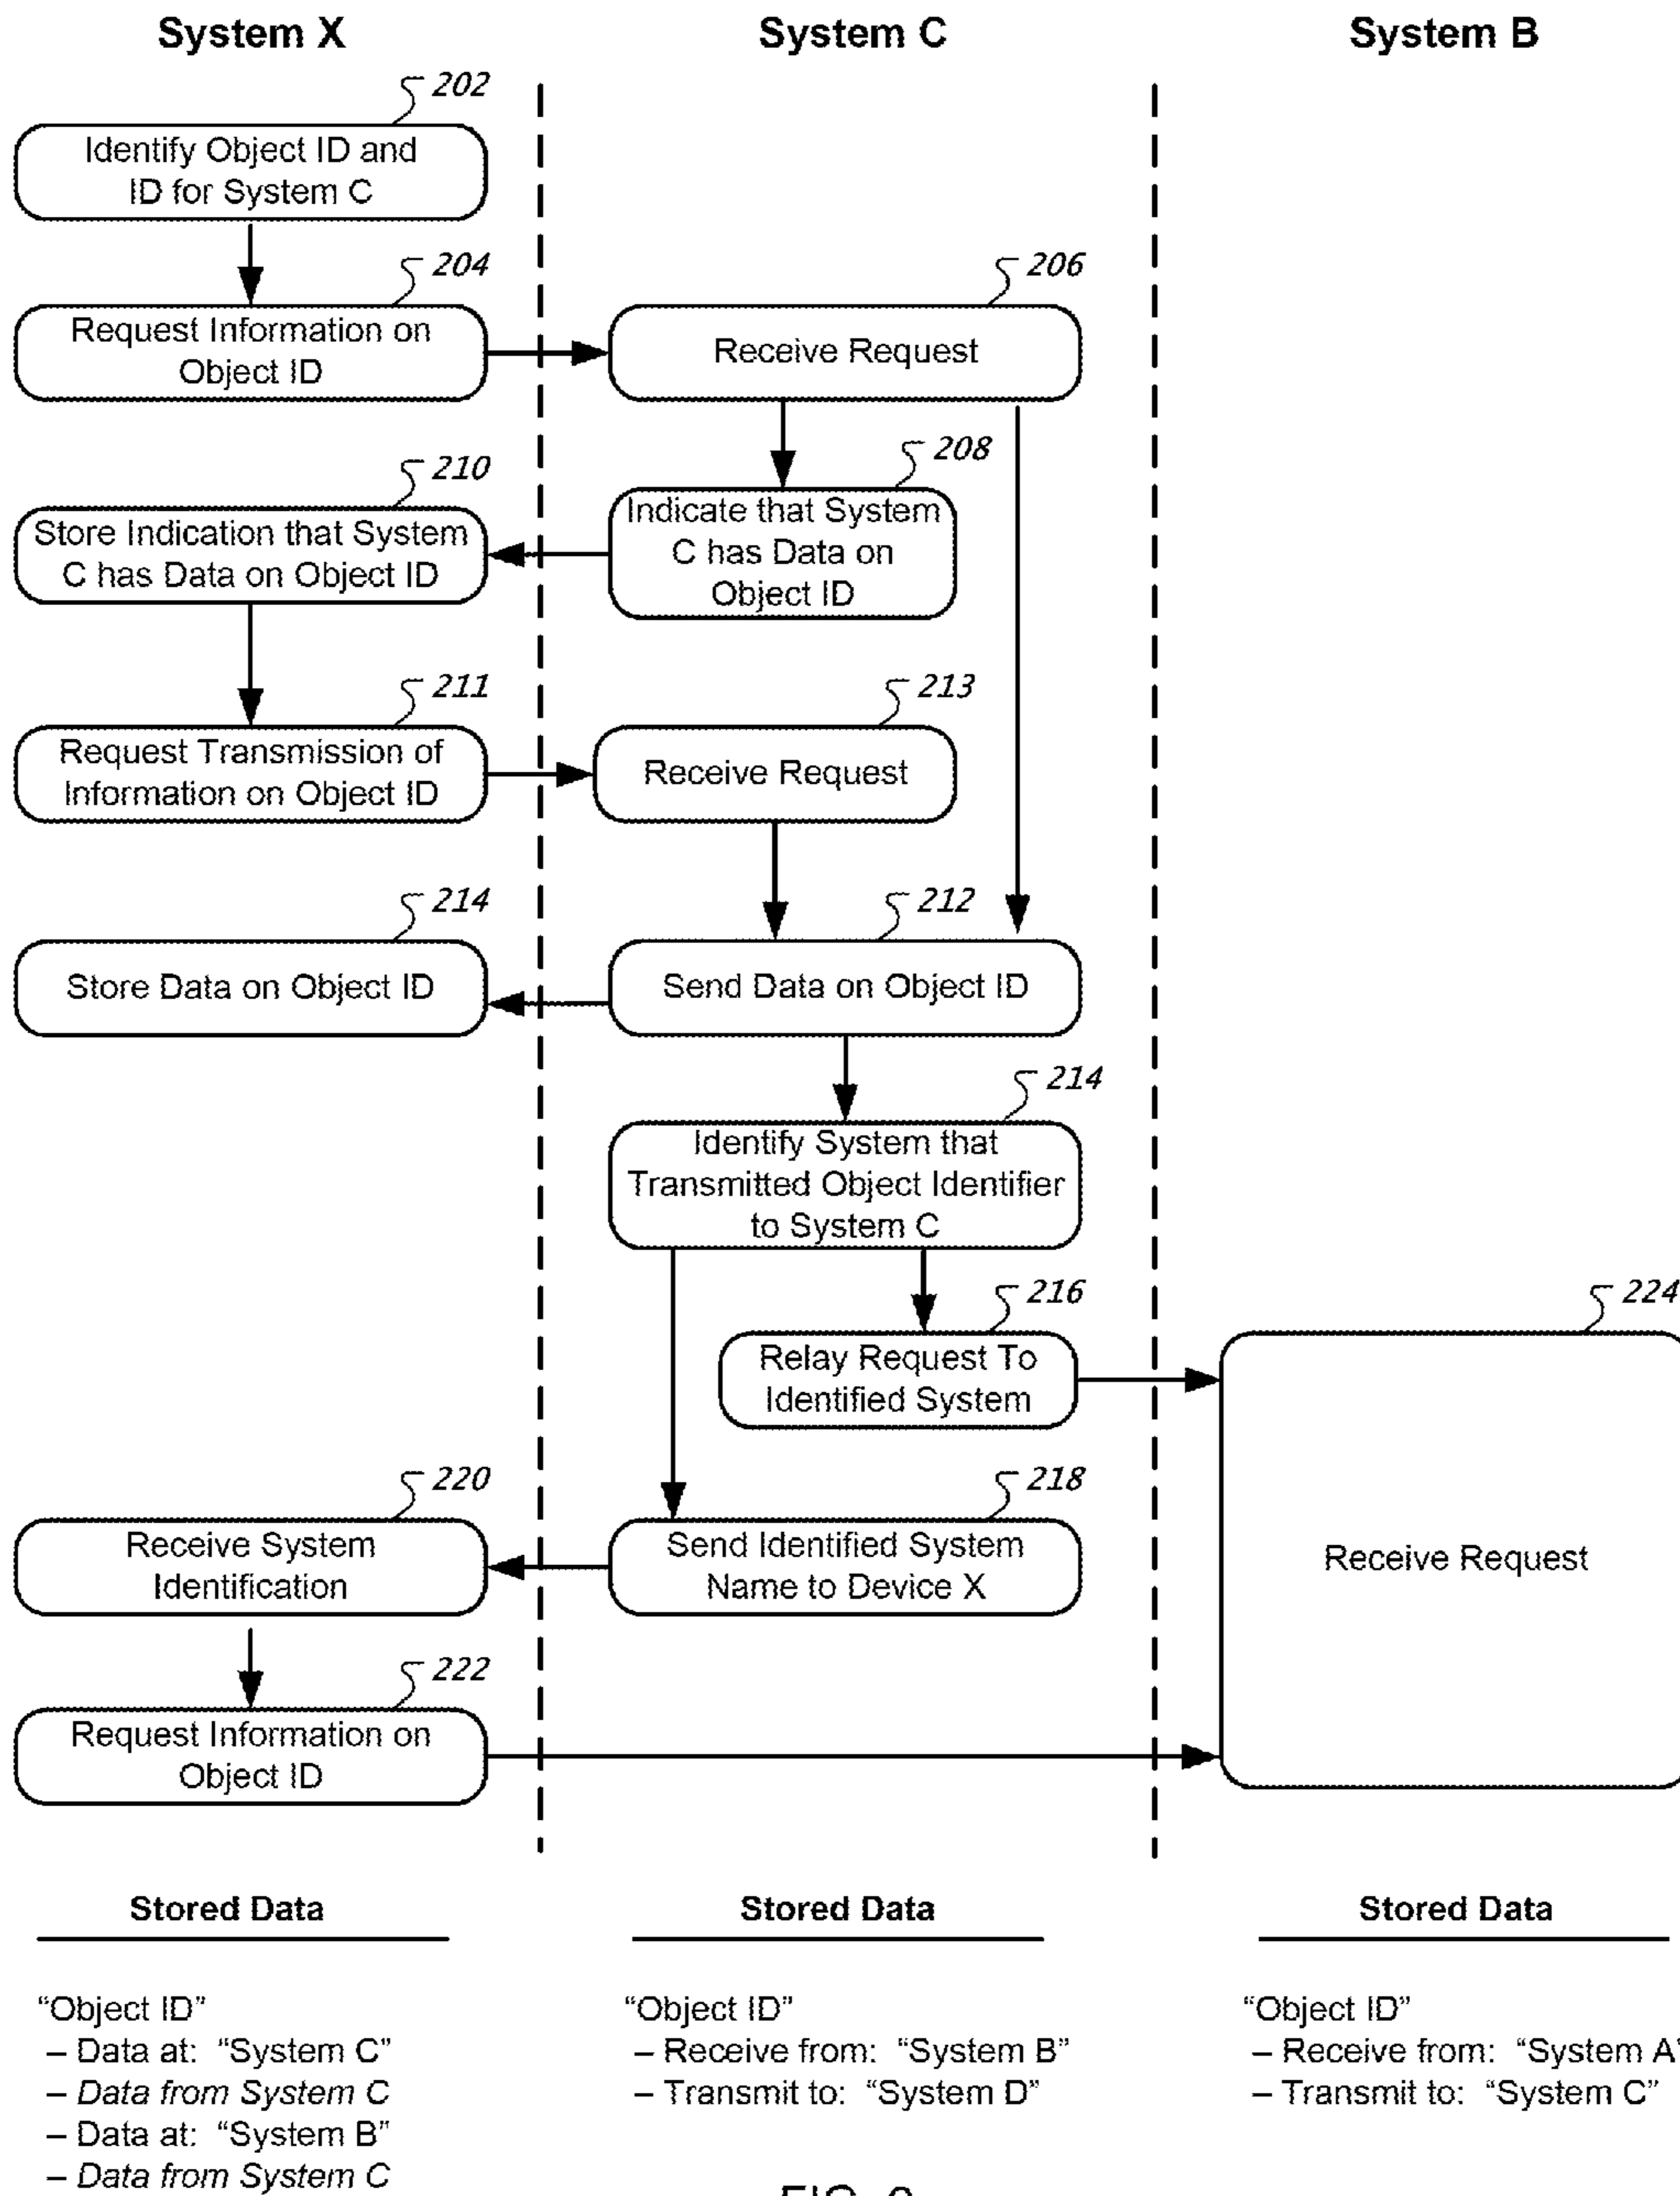 System X
System C
System B
202
Identify Object ID and
ID for System C
204
Request Information on
Object ID
206
Receive Request
208
Indicate that System
C has Data on
Object ID
210
Store Indication that System
C has Data on Object ID
211
Request Transmission of
Information on Object ID
213
Receive Request
214
Store Data on Object ID
212
Send Data on Object ID
214
Identify System that
Transmitted Object Identifier
to System C
216
Relay Request To
Identified System
224
Receive Request
220
Receive System
Identification
218
Send Identified System
Name to Device X
222
Request Information on
Object ID
Stored Data
“Object ID”
– Data at: “System C”
– Data from System C
– Data at: “System B”
– Data from System C
Stored Data
“Object ID”
– Receive from: “System B”
– Transmit to: “System D”
Stored Data
“Object ID”
– Receive from: “System A”
– Transmit to: “System C”
FIG.